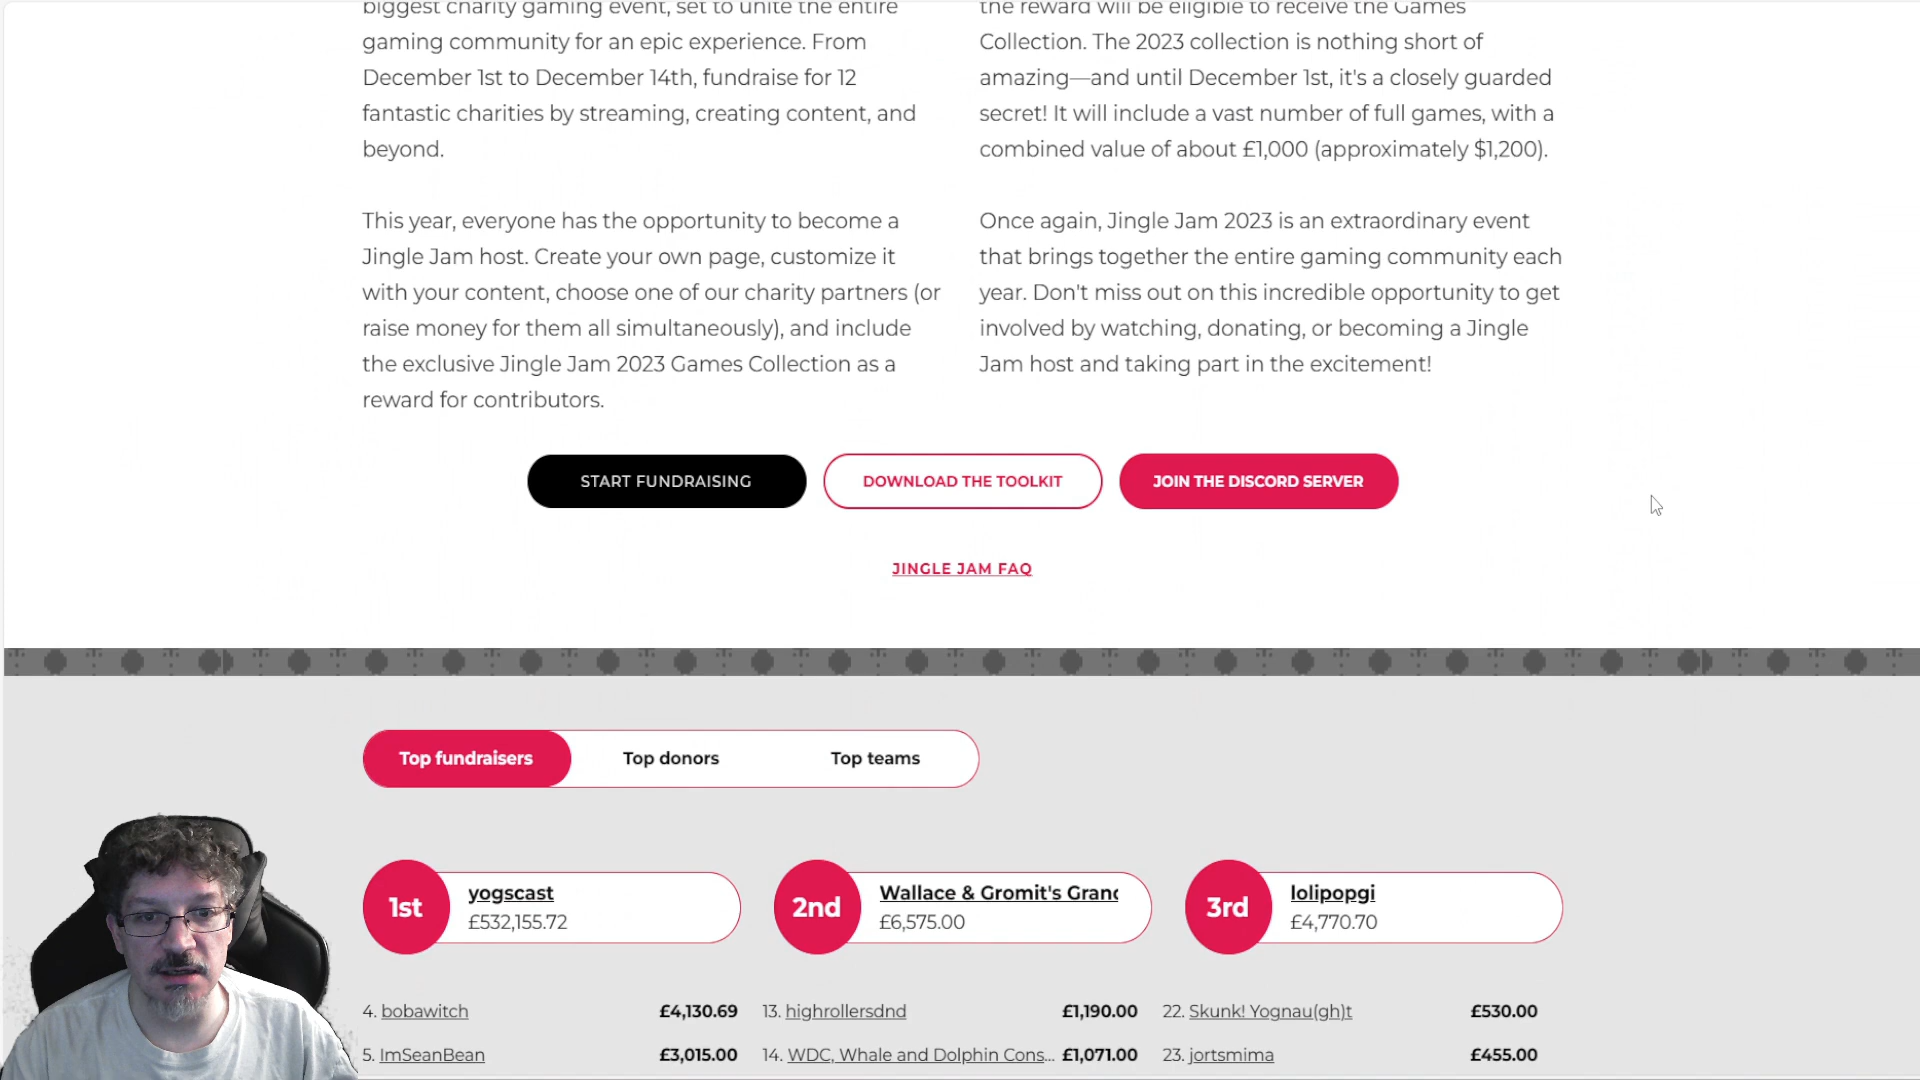 biggest charity gaming event, set to unite the entire
gaming community for an epic experience. From
December 1st to December 14th, fundraise for 12
fantastic charities by streaming, creating content, and
beyond.
This year, everyone has the opportunity to become a
Jingle Jam host. Create your own page, customize it
with your content, choose one of our charity partners (or
raise money for them all simultaneously), and include
the exclusive Jingle Jam 2023 Games Collection as a
reward for contributors.
the reward will be eligible to receive the Games
Collection. The 2023 collection is nothing short of
amazing—and until December 1st, it's a closely guarded
secret! It will include a vast number of full games, with a
combined value of about £1,000 (approximately $1,200).
Once again, Jingle Jam 2023 is an extraordinary event
that brings together the entire gaming community each
year. Don't miss out on this incredible opportunity to get
involved by watching, donating, or becoming a Jingle
Jam host and taking part in the excitement!
START FUNDRAISING
DOWNLOAD THE TOOLKIT
JOIN THE DISCORD SERVER
JINGLE JAM FAQ
Top fundraisers
Top donors
Top teams
1st
yogscast
£532,155.72
2nd
Wallace & Gromit's Granc
£6,575.00
3rd
lolipopgi
£4,770.70
4. bobawitch £4,130.69
5. ImSeanBean £3,015.00
13. highrollersdnd £1,190.00
14. WDC, Whale and Dolphin Cons... £1,071.00
22. Skunk! Yognau(gh)t £530.00
23. jortsmima £455.00